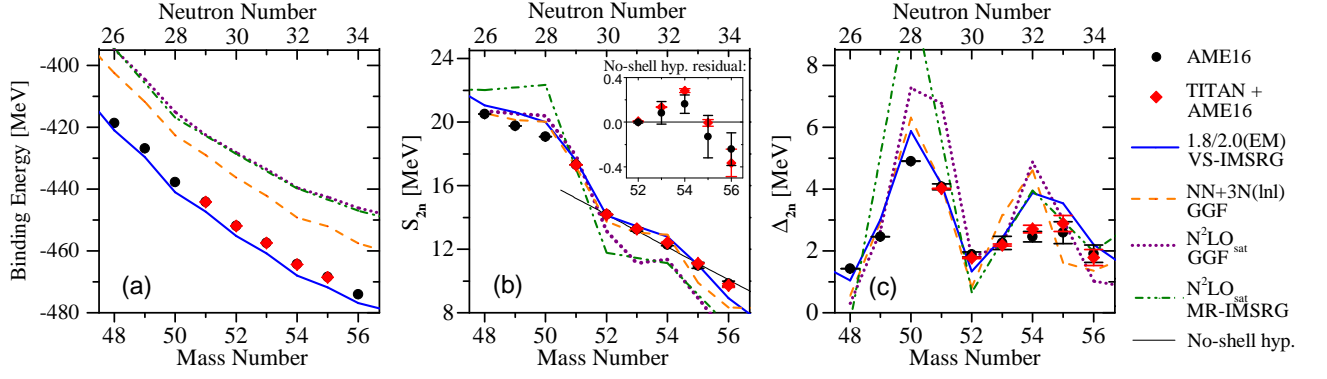 Neutron Number
26 28 30 32 34
Binding Energy [MeV]
-400
-420
-440
-460
-480
(a)
48 50 52 54 56
Mass Number
Neutron Number
26 28 30 32 34
S2n [MeV]
24
20
16
12
8
No-shell hyp. residual:
0.4
0.0
-0.4
52 54 56
(b)
48 50 52 54 56
Mass Number
Neutron Number
26 28 30 32 34
Δ2n [MeV]
8
6
4
2
0
(c)
48 50 52 54 56
Mass Number
AME16
TITAN +
AME16
1.8/2.0(EM)
VS-IMSRG
NN+3N(lnl)
GGF
N²LOsat
GGF
N²LOsat
MR-IMSRG
No-shell hyp.